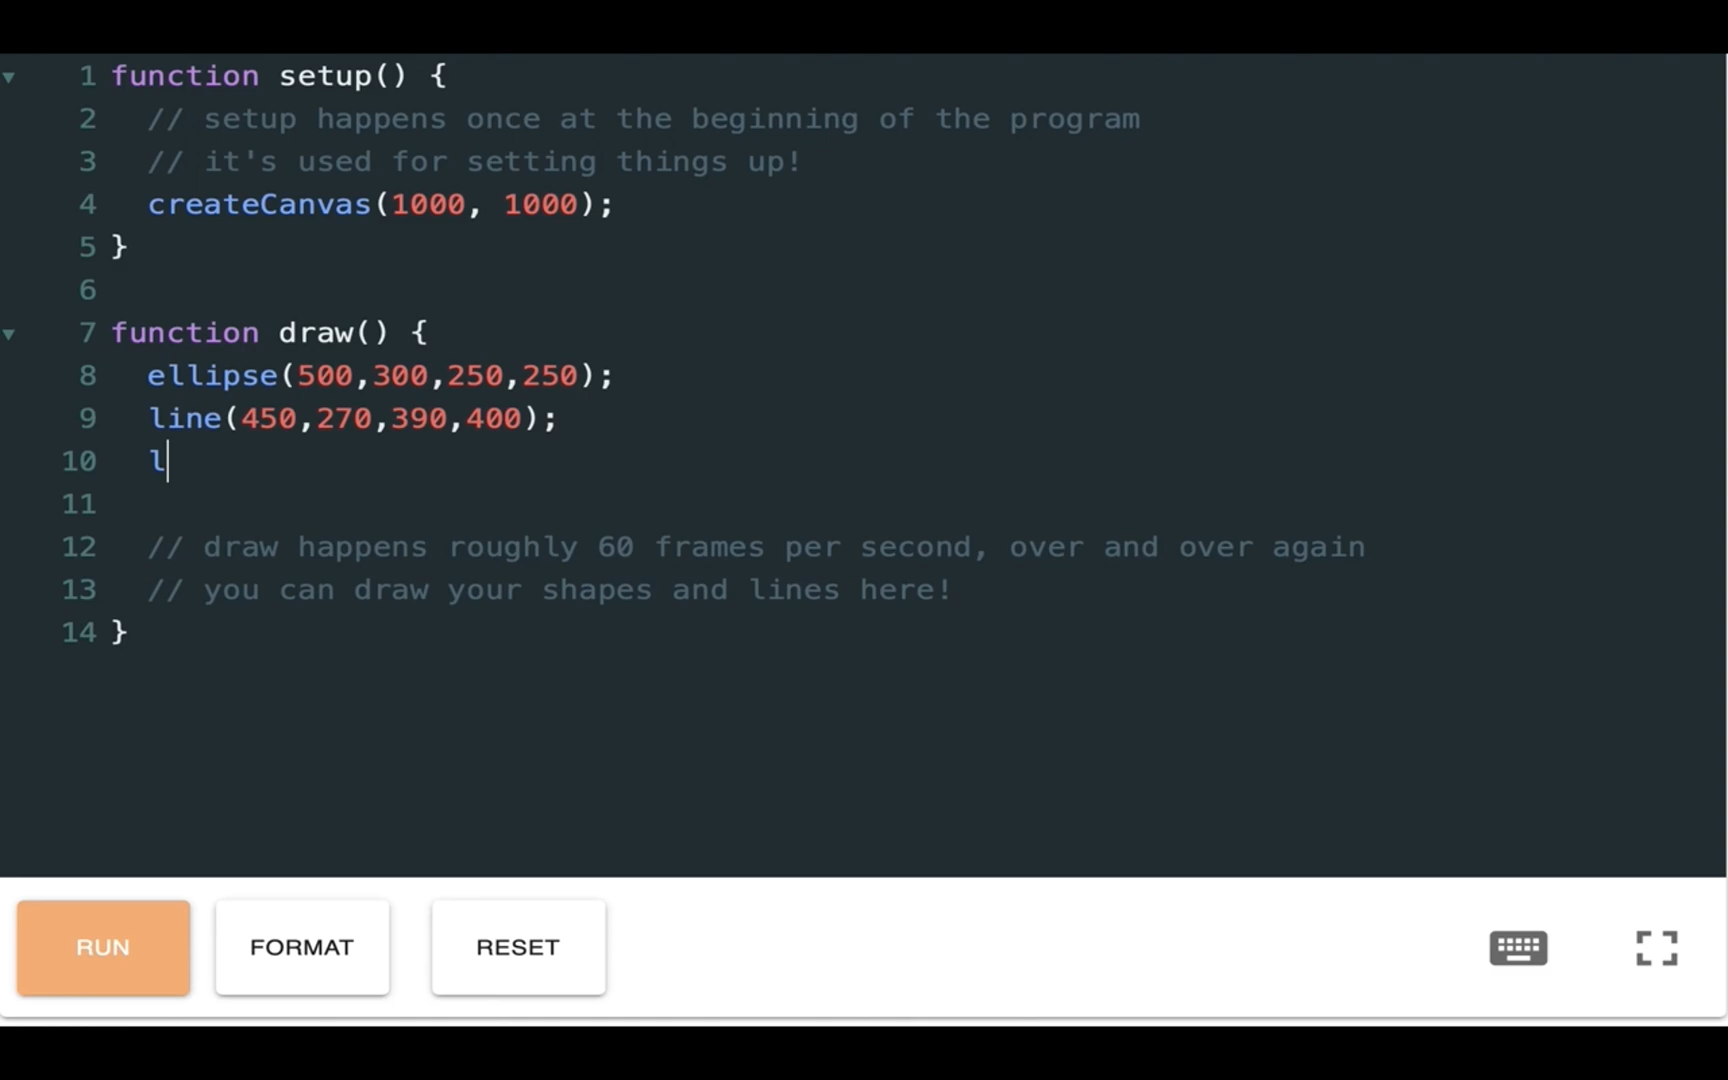 1 function setup() {
2 // setup happens once at the beginning of the program
3 // it's used for setting things up!
4 createCanvas(1000, 1000);
5 }
6
7 function draw() {
8 ellipse(500,300,250,250);
9 line(450,270,390,400);
10 l
11
12 // draw happens roughly 60 frames per second, over and over again
13 // you can draw your shapes and lines here!
14 }
RUN FORMAT RESET